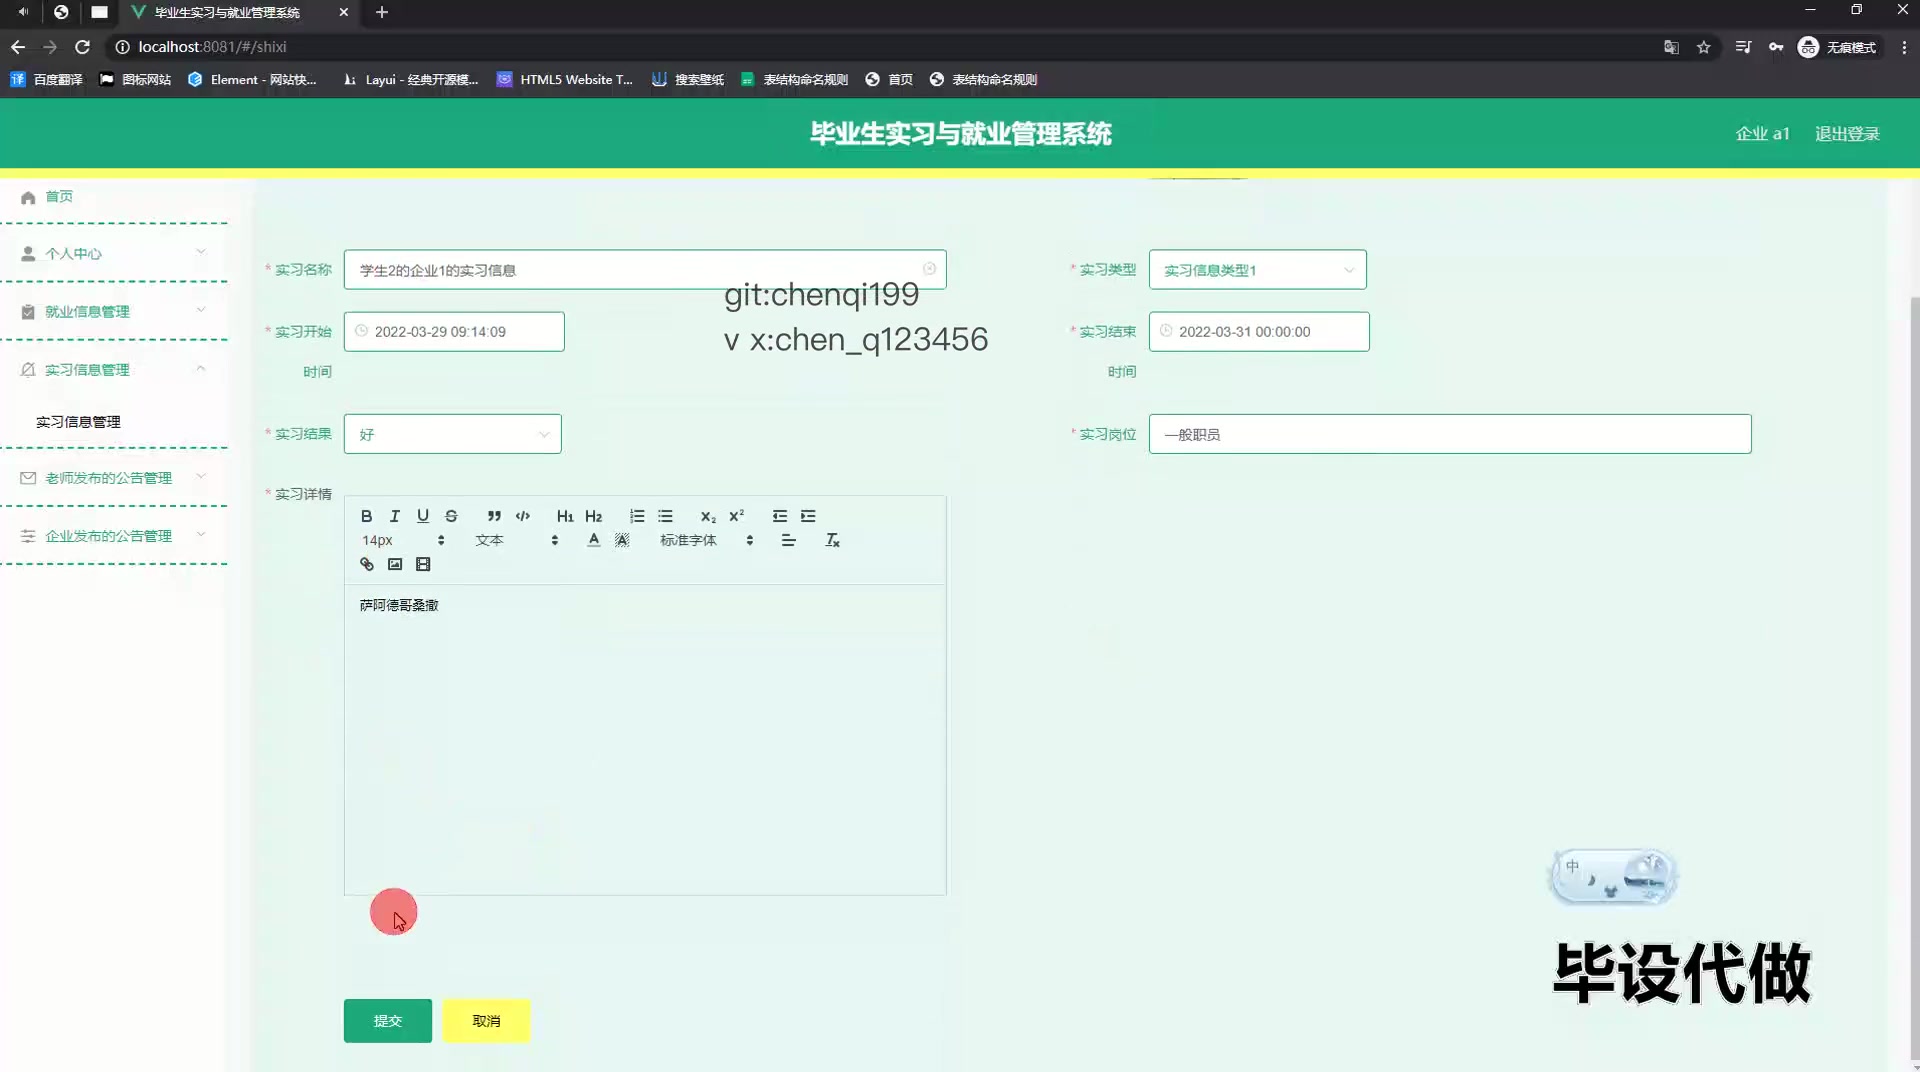 毕业生实习与就业管理系统
localhost:8081/#/shixi
无痕模式
百度翻译
图标网站
Element - 网站快...
Layui - 经典开源模...
HTML5 Website T...
搜索壁纸
表结构命名规则
首页
表结构命名规则
毕业生实习与就业管理系统
企业 a1
退出登录
首页
个人中心
就业信息管理
实习信息管理
实习信息管理
老师发布的公告管理
企业发布的公告管理
* 实习名称
学生2的企业1的实习信息
* 实习类型
实习信息类型1
git:chenqi199
v x:chen_q123456
* 实习开始时间
2022-03-29 09:14:09
* 实习结束时间
2022-03-31 00:00:00
* 实习结果
好
* 实习岗位
一般职员
* 实习详情
14px
文本
标准字体
萨阿德哥桑撒
中
毕设代做
提交
取消